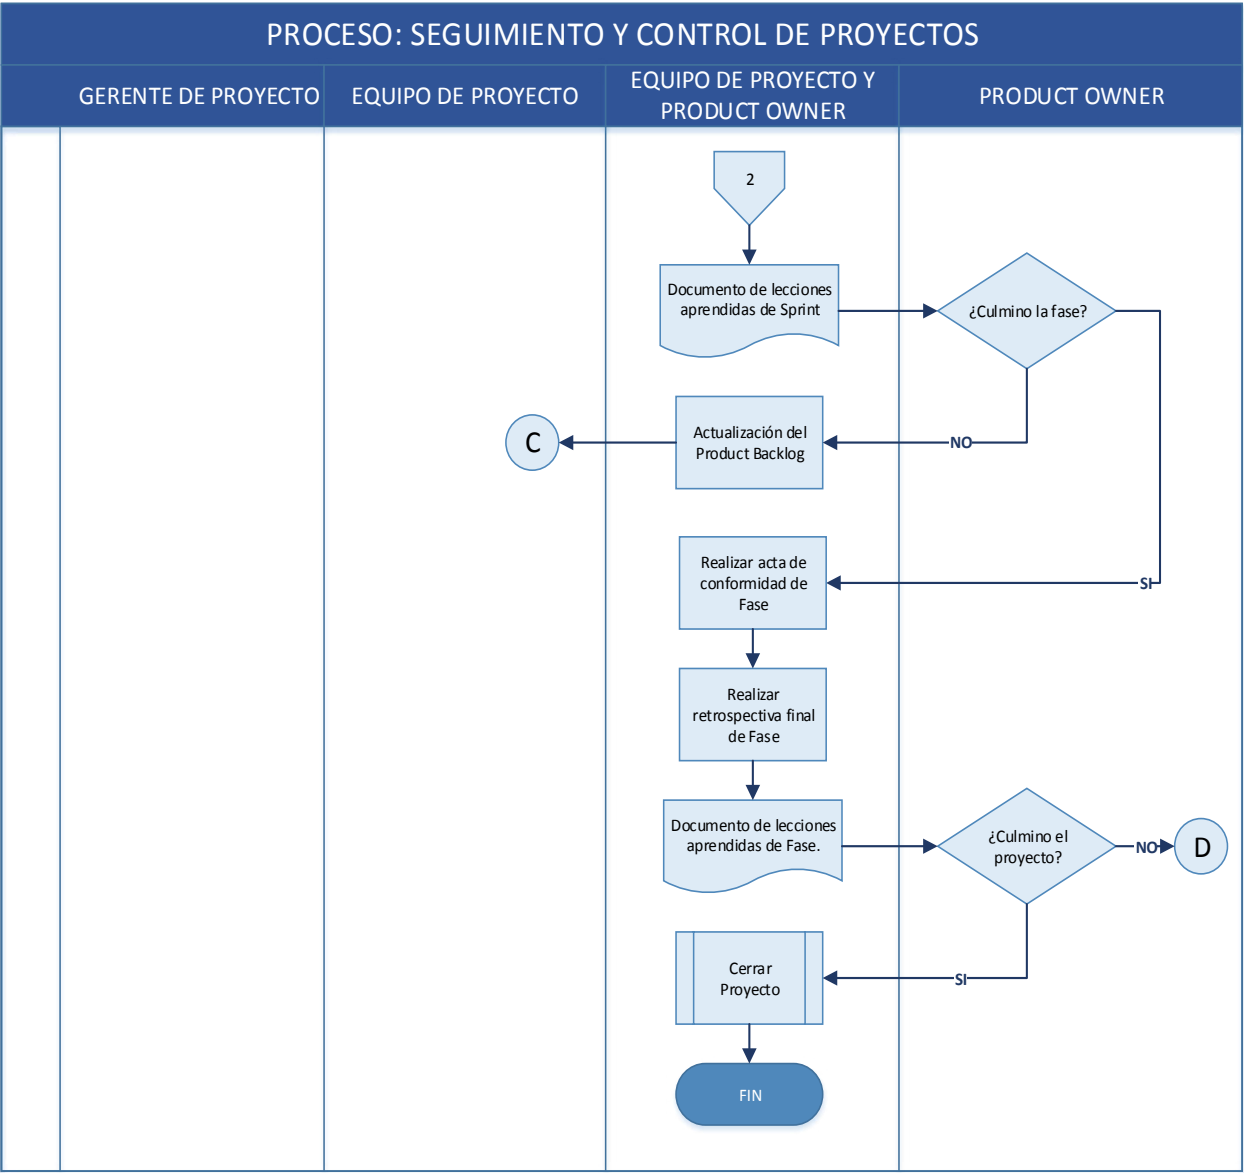 PROCESO: SEGUIMIENTO Y CONTROL DE PROYECTOS
GERENTE DE PROYECTO
EQUIPO DE PROYECTO
EQUIPO DE PROYECTO Y
PRODUCT OWNER
PRODUCT OWNER
2
Documento de lecciones
aprendidas de Sprint
¿Culmino la fase?
C
Actualización del
Product Backlog
NO
Realizar acta de
conformidad de
Fase
SI
Realizar
retrospectiva final
de Fase
Documento de lecciones
aprendidas de Fase.
¿Culmino el
proyecto?
NO
D
Cerrar
Proyecto
SI
FIN